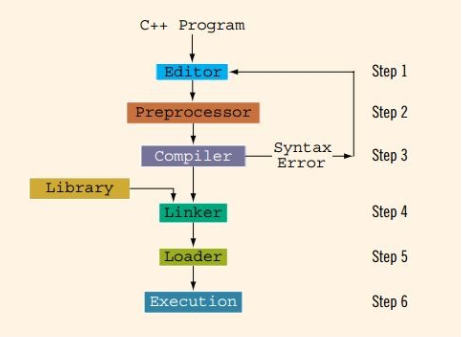 C++ Program
Editor
Step 1
Preprocessor
Step 2
Compiler
Syntax
Error
Step 3
Library
Linker
Step 4
Loader
Step 5
Execution
Step 6